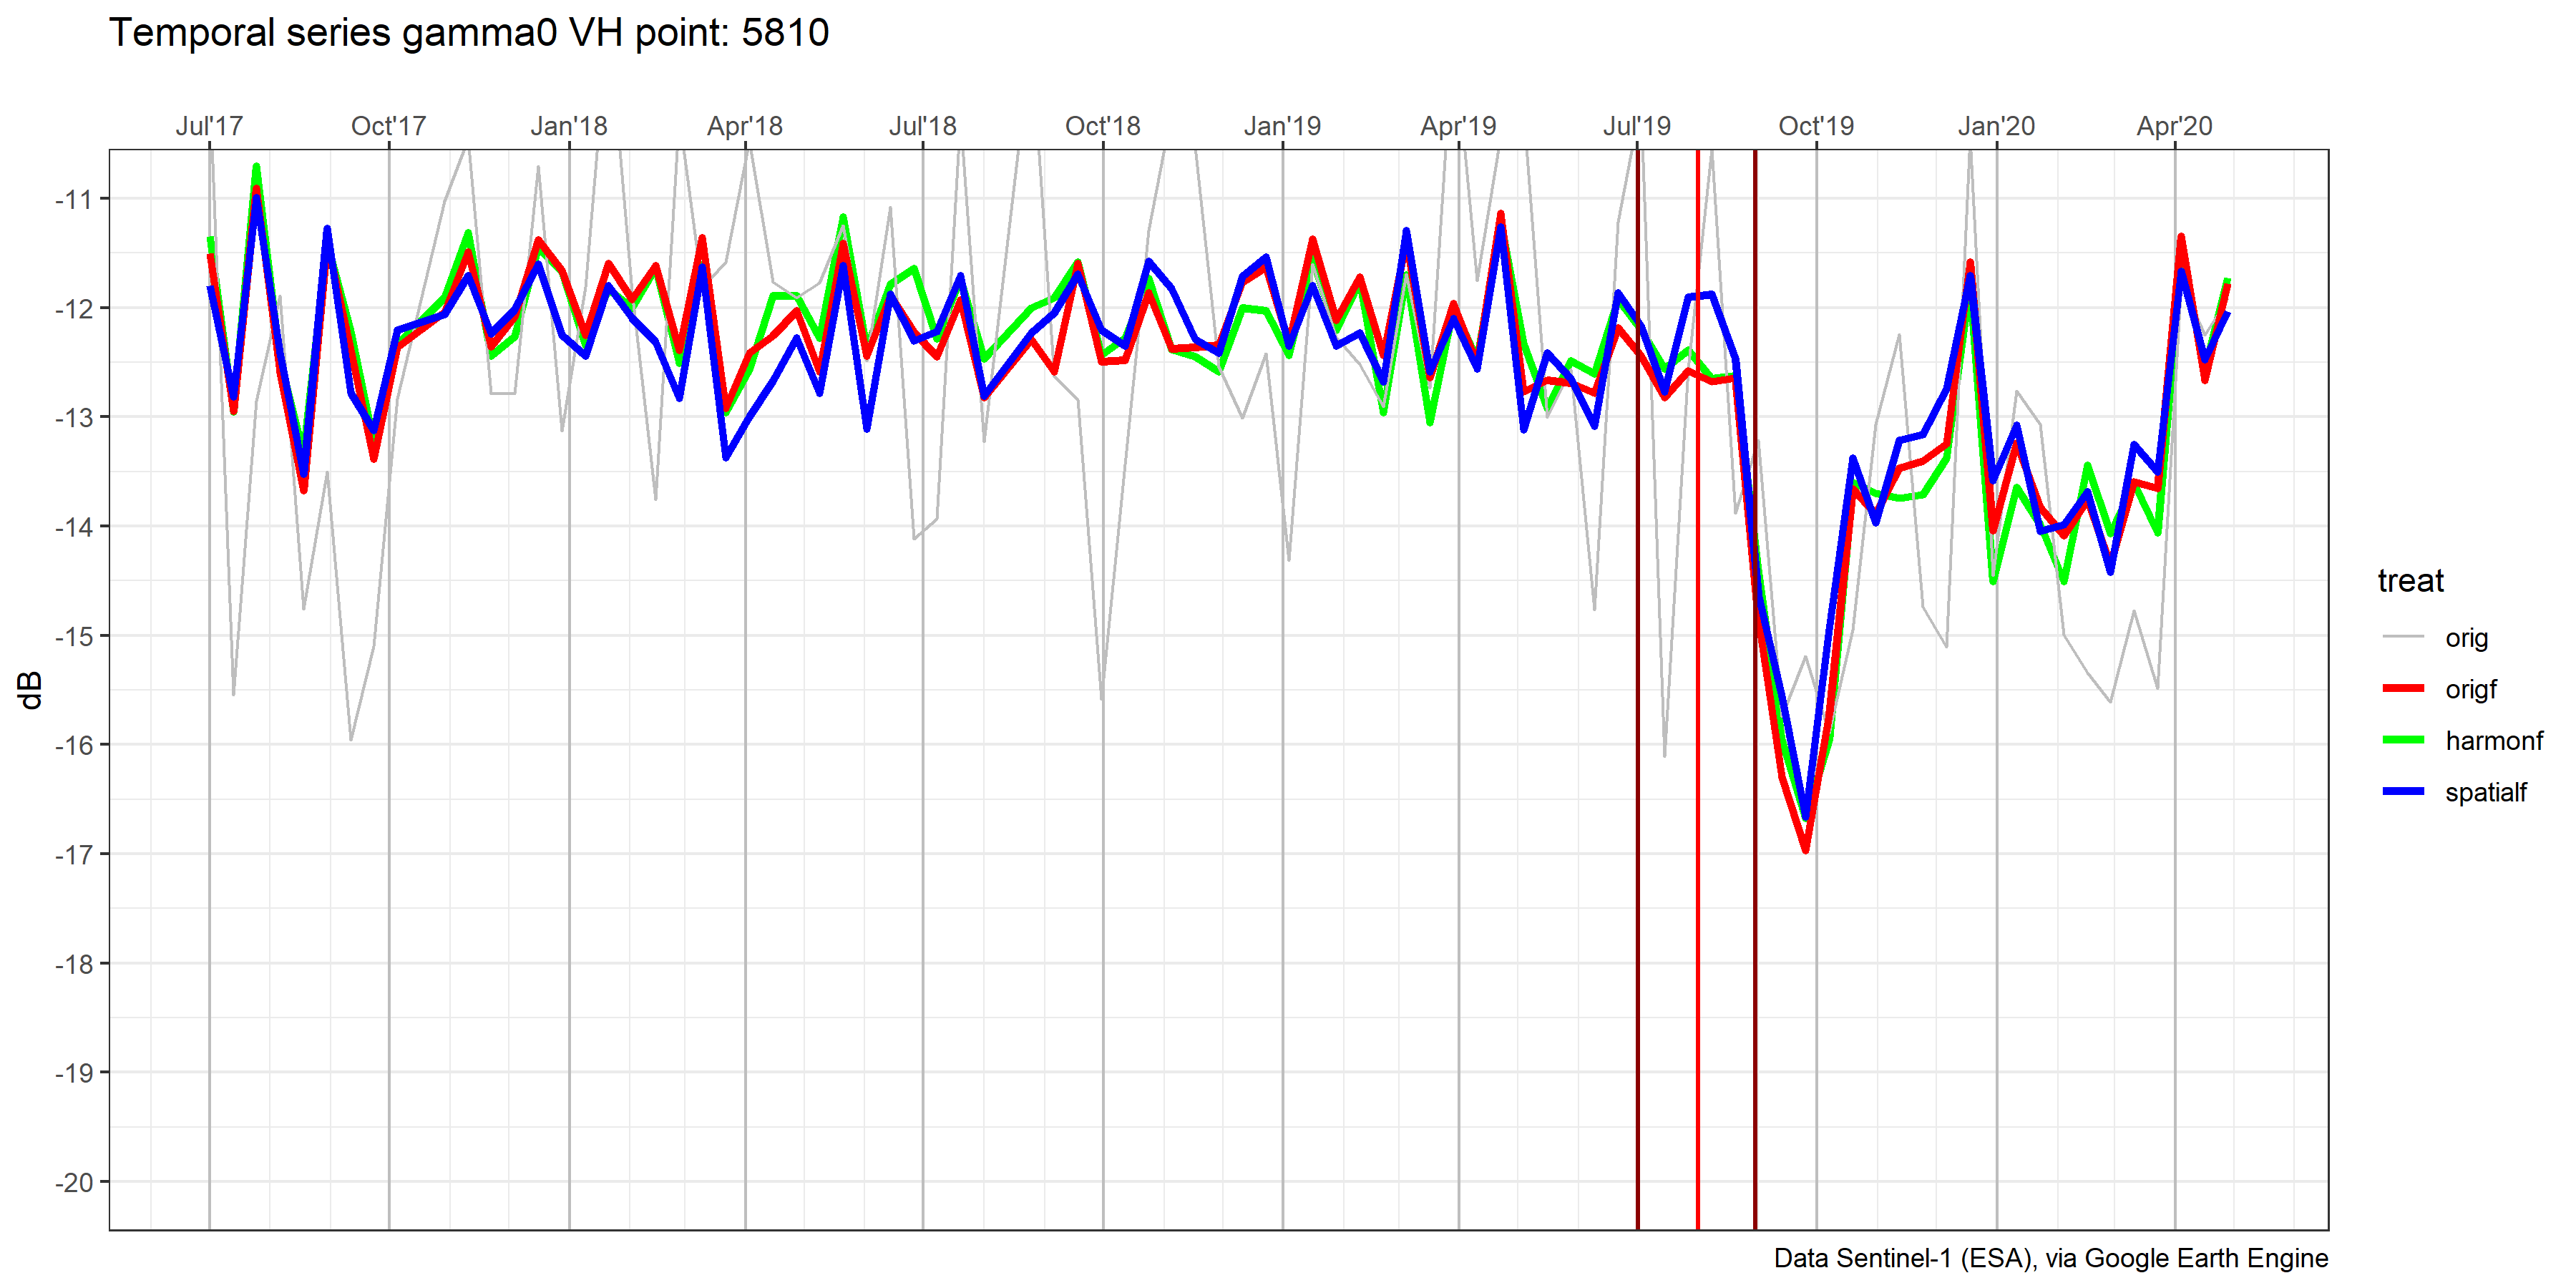 Temporal series gamma0 VH point: 5810
Jul'17 Oct'17 Jan'18 Apr'18 Jul'18 Oct'18 Jan'19 Apr'19 Jul'19 Oct'19 Jan'20 Apr'20
-11
-12
-13
-14
-15
-16
-17
-18
-19
-20
dB
treat
orig
origf
harmonf
spatialf
Data Sentinel-1 (ESA), via Google Earth Engine